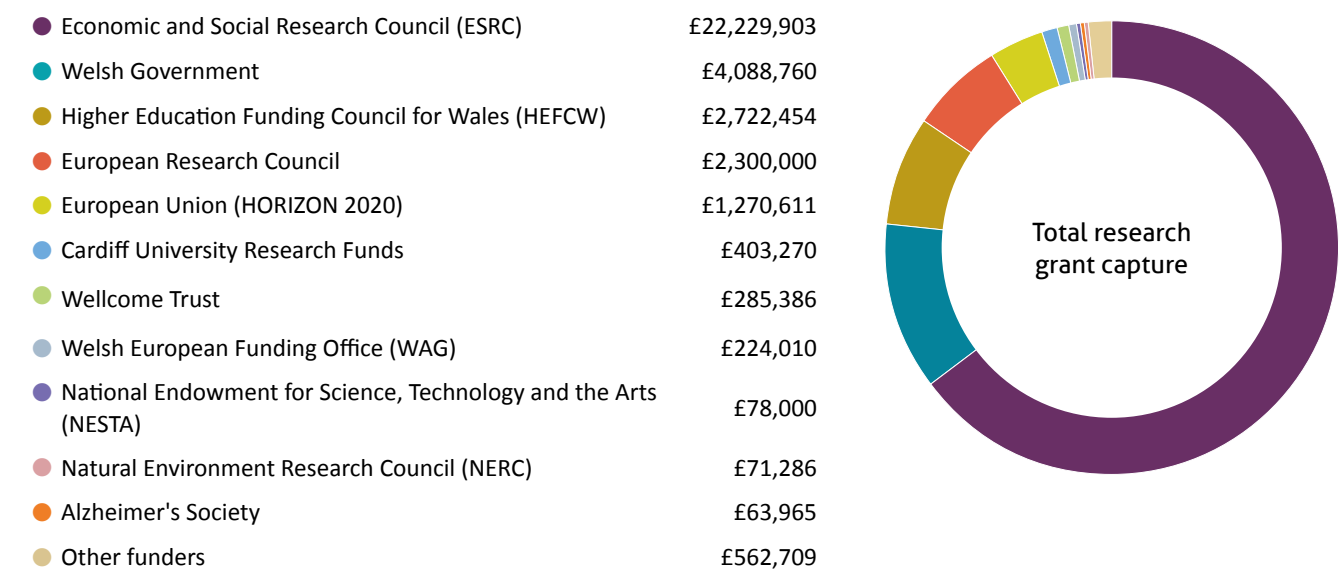 Economic and Social Research Council (ESRC) £22,229,903
Welsh Government £4,088,760
Higher Education Funding Council for Wales (HEFCW) £2,722,454
European Research Council £2,300,000
European Union (HORIZON 2020) £1,270,611
Cardiff University Research Funds £403,270
Wellcome Trust £285,386
Welsh European Funding Office (WAG) £224,010
National Endowment for Science, Technology and the Arts
(NESTA) £78,000
Natural Environment Research Council (NERC) £71,286
Alzheimer's Society £63,965
Other funders £562,709
Total research
grant capture